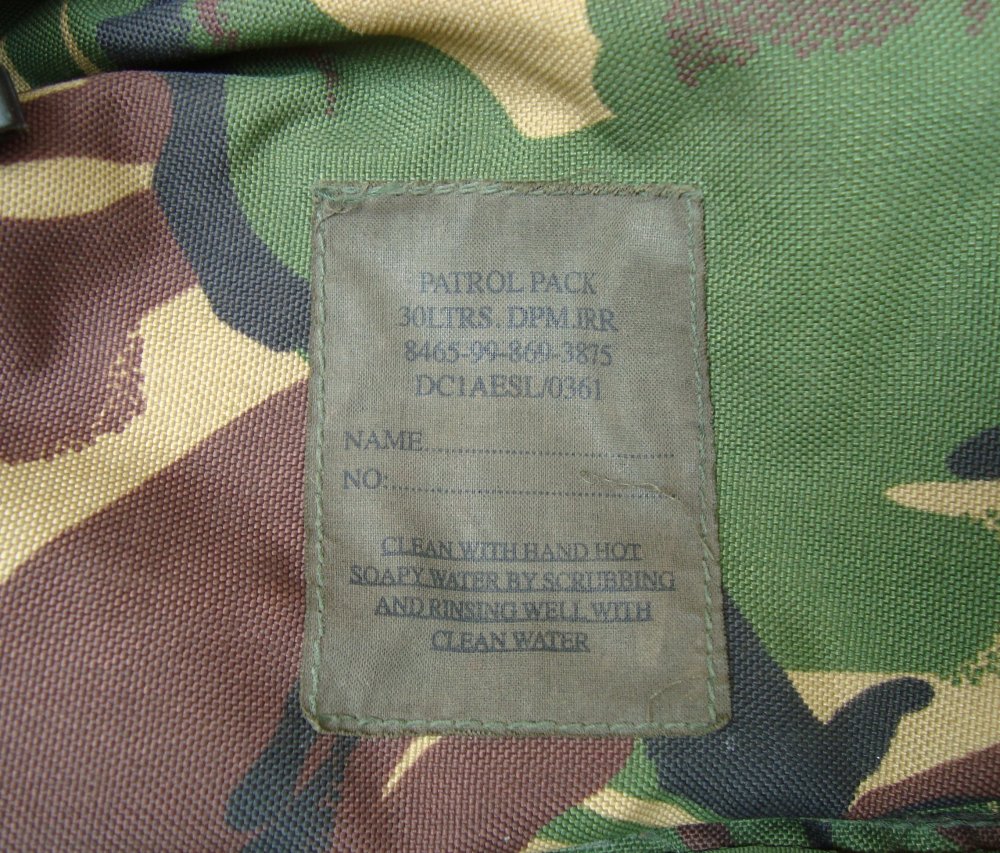 PATROL PACK
30LTRS. DPM.IRR
8465-99-869-3875
DC1AESL/0361
NAME..............................
NO:..................................
CLEAN WITH HAND HOT
SOAPY WATER BY SCRUBBING
AND RINSING WELL WITH
CLEAN WATER